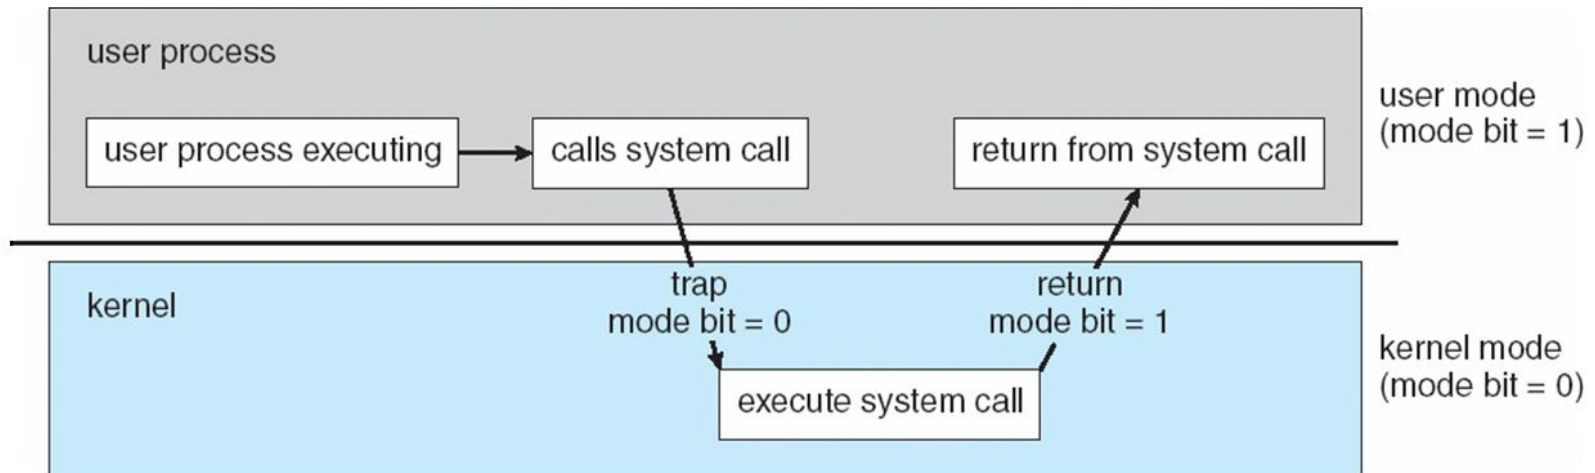 user process
user process executing
calls system call
return from system call
user mode
(mode bit = 1)
kernel
trap
mode bit = 0
return
mode bit = 1
execute system call
kernel mode
(mode bit = 0)